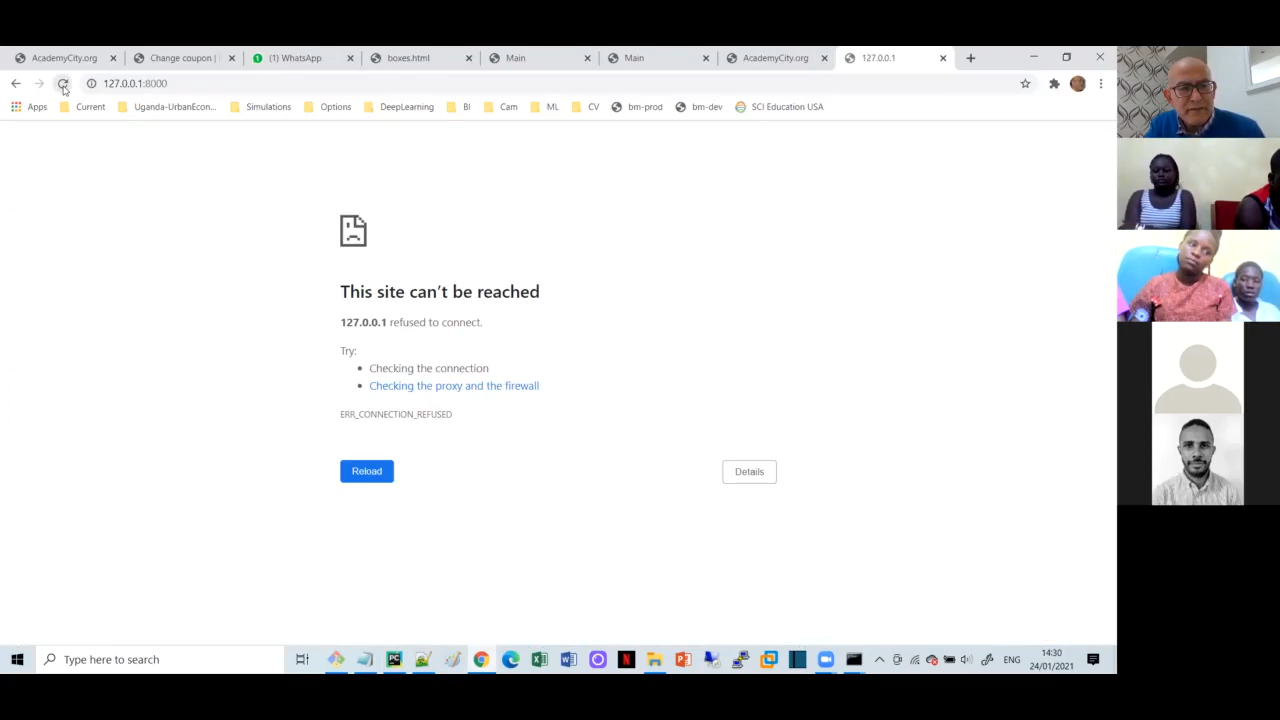 AcademyCity.org
Change coupon |
(1) WhatsApp
boxes.html
Main
Main
AcademyCity.org
127.0.0.1
127.0.0.1:8000
Apps
Current
Uganda-UrbanEcon...
Simulations
Options
DeepLearning
BI
Cam
ML
CV
bm-prod
bm-dev
SCI Education USA
This site can't be reached
127.0.0.1 refused to connect.
Try:
• Checking the connection
• Checking the proxy and the firewall
ERR_CONNECTION_REFUSED
Reload
Details
Type here to search
ENG
14:30
24/01/2021